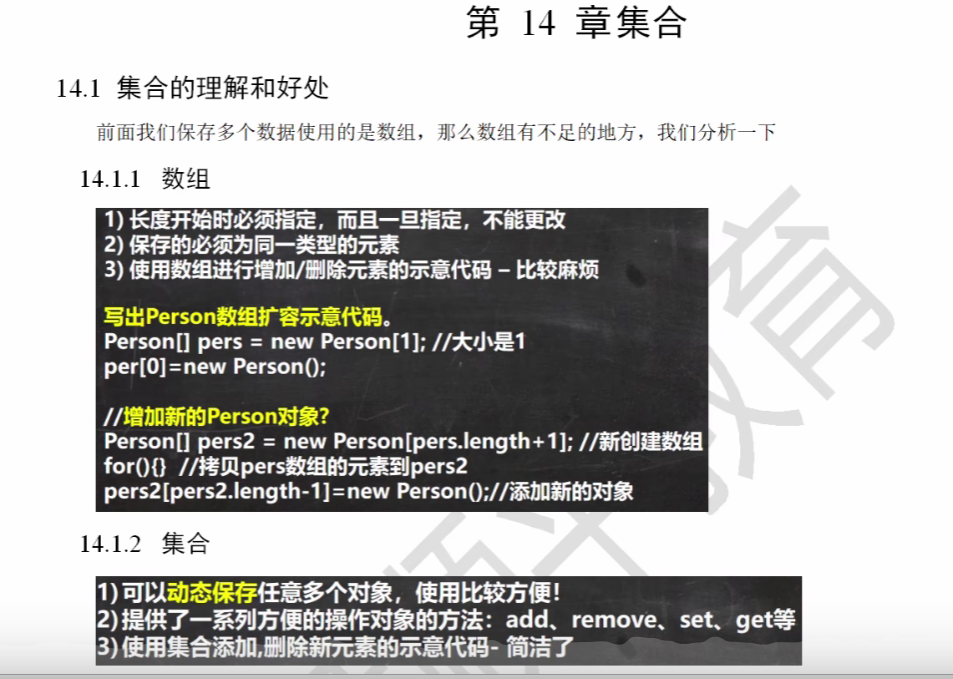 第 14 章集合
14.1 集合的理解和好处
前面我们保存多个数据使用的是数组，那么数组有不足的地方，我们分析一下
14.1.1 数组
1) 长度开始时必须指定，而且一旦指定，不能更改
2) 保存的必须为同一类型的元素
3) 使用数组进行增加/删除元素的示意代码 – 比较麻烦
写出Person数组扩容示意代码。
Person[] pers = new Person[1]; //大小是1
per[0]=new Person();
//增加新的Person对象?
Person[] pers2 = new Person[pers.length+1]; //新创建数组
for(){} //拷贝pers数组的元素到pers2
pers2[pers2.length-1]=new Person();//添加新的对象
14.1.2 集合
1) 可以动态保存任意多个对象，使用比较方便!
2) 提供了一系列方便的操作对象的方法：add、remove、set、get等
3) 使用集合添加,删除新元素的示意代码- 简洁了